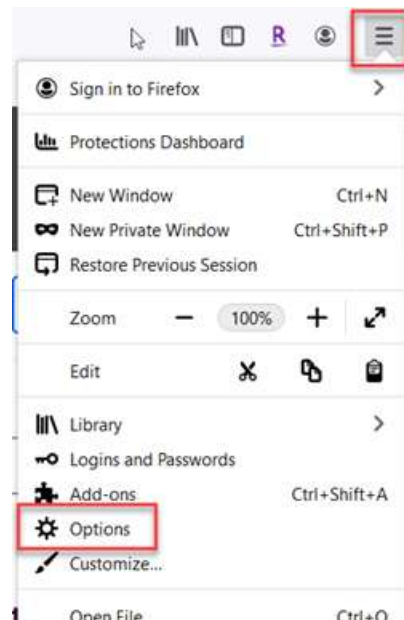 R
Sign in to Firefox
Protections Dashboard
New Window Ctrl+N
New Private Window Ctrl+Shift+P
Restore Previous Session
Zoom 100%
Edit
Library
Logins and Passwords
Add-ons Ctrl+Shift+A
Options
Customize...
Open File Ctrl+O